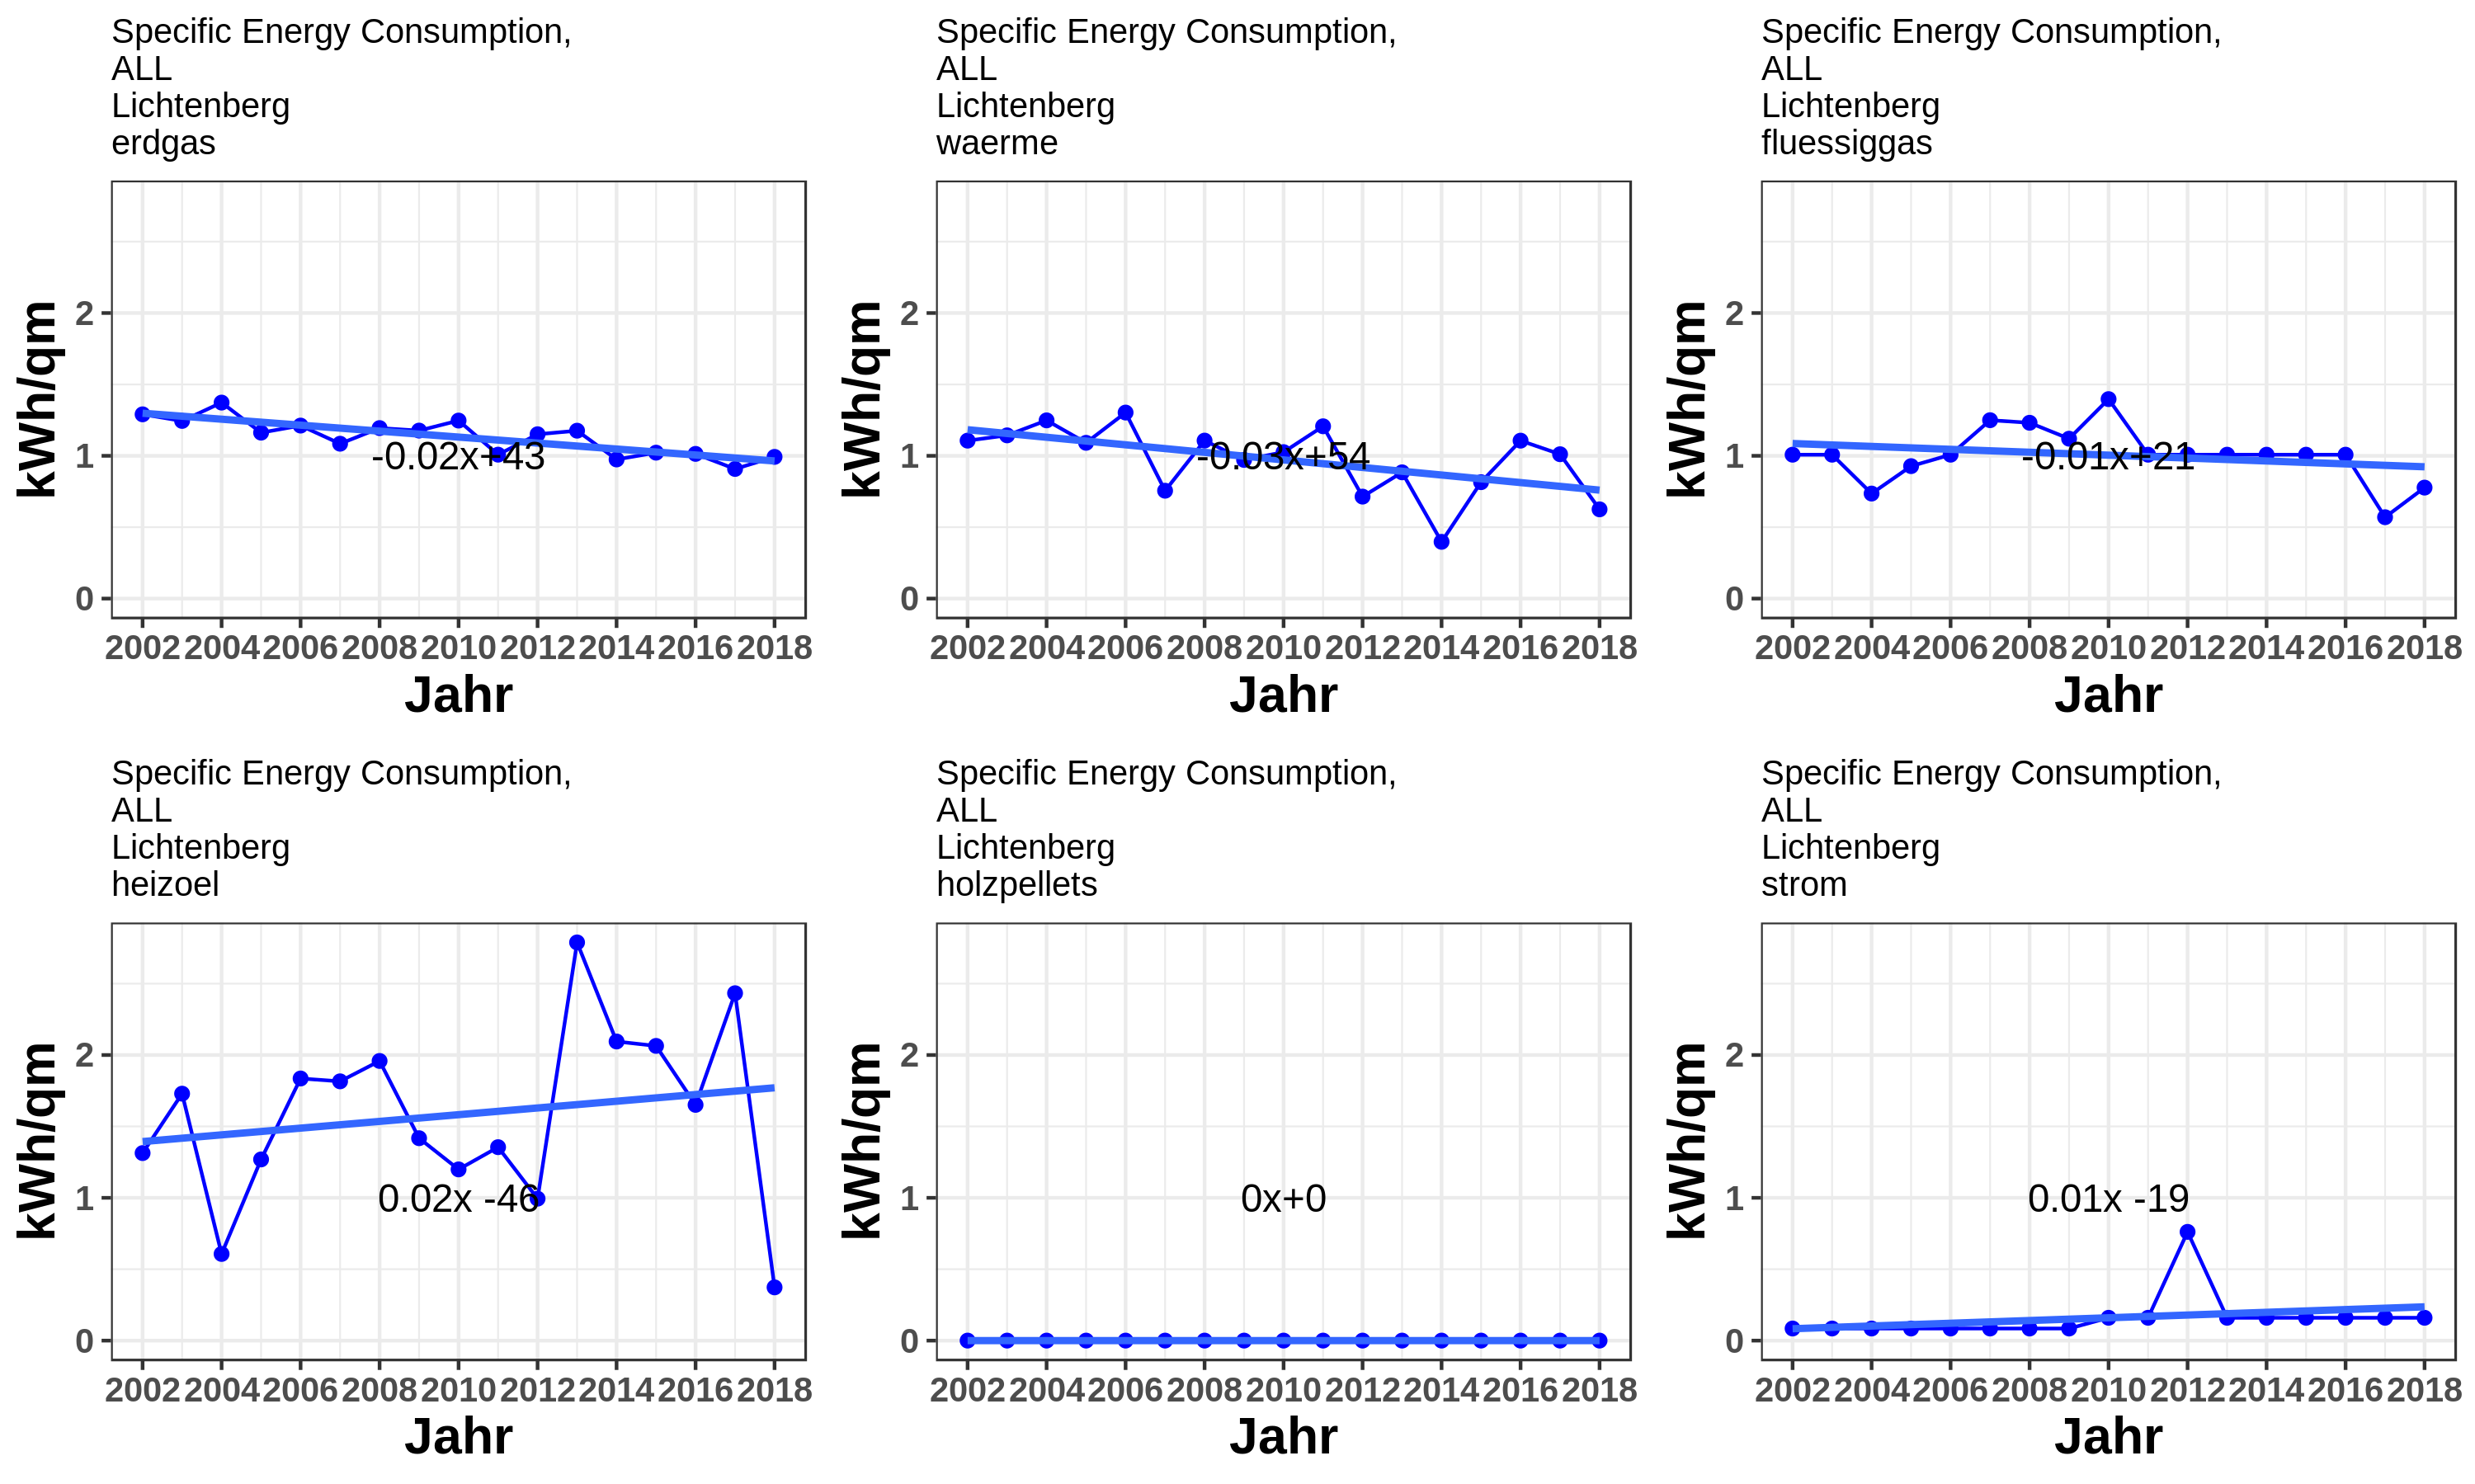 Specific Energy Consumption,
ALL
Lichtenberg
erdgas
kWh/qm
2
1
0
-0.02x+43
2002 2004 2006 2008 2010 2012 2014 2016 2018
Jahr
Specific Energy Consumption,
ALL
Lichtenberg
waerme
kWh/qm
2
1
0
-0.03x+54
2002 2004 2006 2008 2010 2012 2014 2016 2018
Jahr
Specific Energy Consumption,
ALL
Lichtenberg
fluessiggas
kWh/qm
2
1
0
-0.01x+21
2002 2004 2006 2008 2010 2012 2014 2016 2018
Jahr
Specific Energy Consumption,
ALL
Lichtenberg
heizoel
kWh/qm
2
1
0
0.02x -46
2002 2004 2006 2008 2010 2012 2014 2016 2018
Jahr
Specific Energy Consumption,
ALL
Lichtenberg
holzpellets
kWh/qm
2
1
0
0x+0
2002 2004 2006 2008 2010 2012 2014 2016 2018
Jahr
Specific Energy Consumption,
ALL
Lichtenberg
strom
kWh/qm
2
1
0
0.01x -19
2002 2004 2006 2008 2010 2012 2014 2016 2018
Jahr